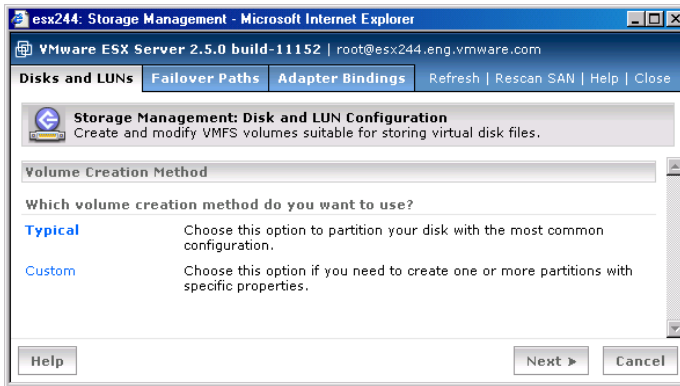 esx244: Storage Management - Microsoft Internet Explorer
VMware ESX Server 2.5.0 build-11152 | root@esx244.eng.vmware.com
Disks and LUNs Failover Paths Adapter Bindings Refresh | Rescan SAN | Help | Close
Storage Management: Disk and LUN Configuration
Create and modify VMFS volumes suitable for storing virtual disk files.
Volume Creation Method
Which volume creation method do you want to use?
Typical Choose this option to partition your disk with the most common
configuration.
Custom Choose this option if you need to create one or more partitions with
specific properties.
Help Next Cancel